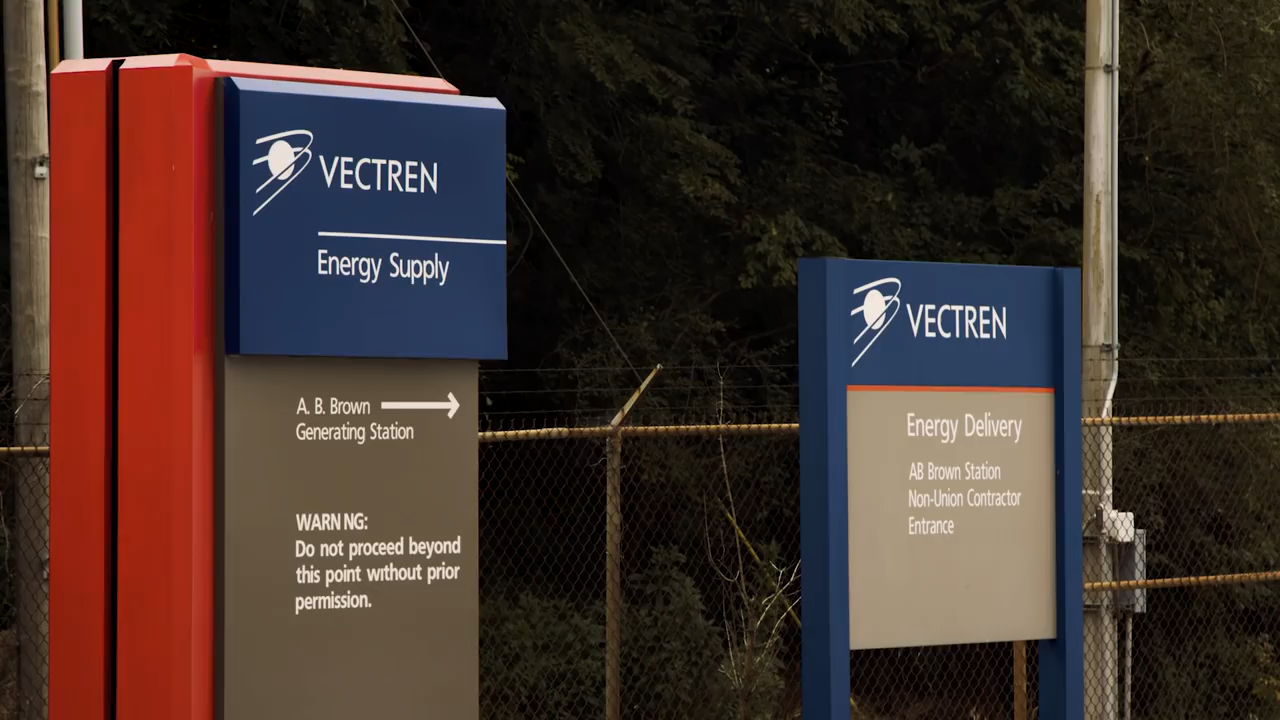 VECTREN
Energy Supply
A. B. Brown
Generating Station
WARN NG:
Do not proceed beyond
this point without prior
permission.
VECTREN
Energy Delivery
AB Brown Station
Non-Union Contractor
Entrance